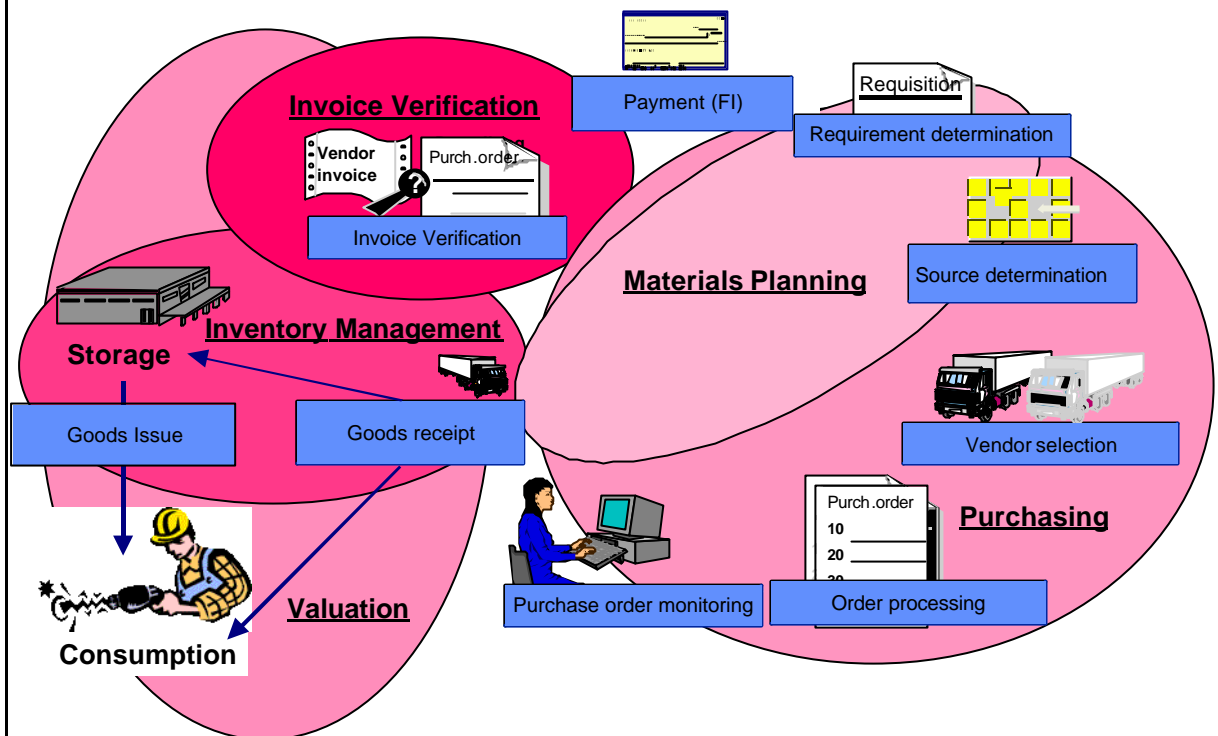 Invoice Verification
Vendor
invoice
Purch.order
?
Invoice Verification
Payment (FI)
Requisition
Requirement determination
Materials Planning
Source determination
Inventory Management
Storage
Goods Issue
Goods receipt
Vendor selection
Purch.order
10
20
30
Purchasing
Purchase order monitoring
Order processing
Valuation
Consumption